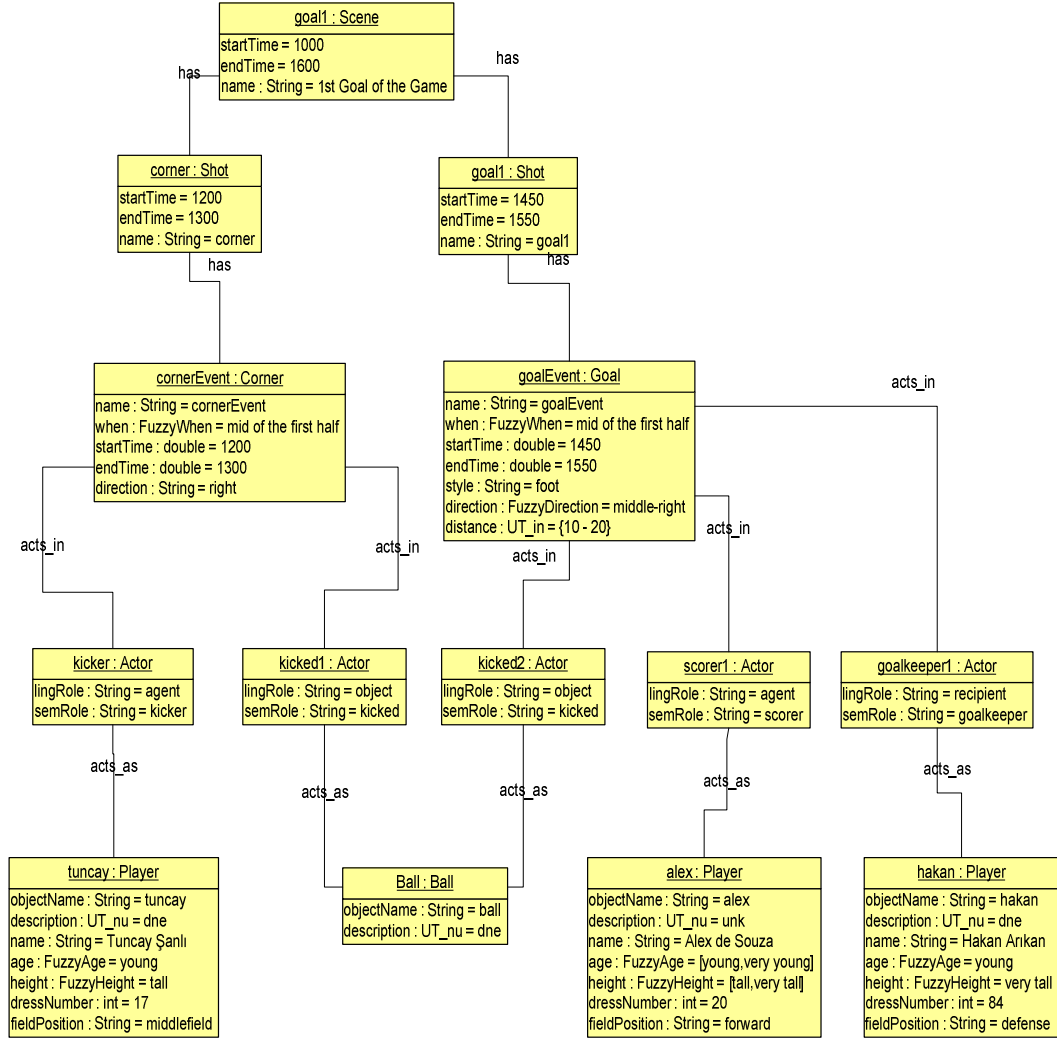 goal1 : Scene
startTime = 1000
endTime = 1600
name : String = 1st Goal of the Game
has
has
corner : Shot
startTime = 1200
endTime = 1300
name : String = corner
goal1 : Shot
startTime = 1450
endTime = 1550
name : String = goal1
has
has
cornerEvent : Corner
name : String = cornerEvent
when : FuzzyWhen = mid of the first half
startTime : double = 1200
endTime : double = 1300
direction : String = right
goalEvent : Goal
name : String = goalEvent
when : FuzzyWhen = mid of the first half
startTime : double = 1450
endTime : double = 1550
style : String = foot
direction : FuzzyDirection = middle-right
distance : UT_in = {10 - 20}
acts_in
acts_in
acts_in
acts_in
acts_in
kicker : Actor
lingRole : String = agent
semRole : String = kicker
kicked1 : Actor
lingRole : String = object
semRole : String = kicked
kicked2 : Actor
lingRole : String = object
semRole : String = kicked
scorer1 : Actor
lingRole : String = agent
semRole : String = scorer
goalkeeper1 : Actor
lingRole : String = recipient
semRole : String = goalkeeper
acts_as
acts_as
acts_as
acts_as
acts_as
tuncay : Player
objectName : String = tuncay
description : UT_nu = dne
name : String = Tuncay Şanlı
age : FuzzyAge = young
height : FuzzyHeight = tall
dressNumber : int = 17
fieldPosition : String = middlefield
Ball : Ball
objectName : String = ball
description : UT_nu = dne
alex : Player
objectName : String = alex
description : UT_nu = unk
name : String = Alex de Souza
age : FuzzyAge = [young,very young]
height : FuzzyHeight = [tall,very tall]
dressNumber : int = 20
fieldPosition : String = forward
hakan : Player
objectName : String = hakan
description : UT_nu = dne
name : String = Hakan Arıkan
age : FuzzyAge = young
height : FuzzyHeight = very tall
dressNumber : int = 84
fieldPosition : String = defense